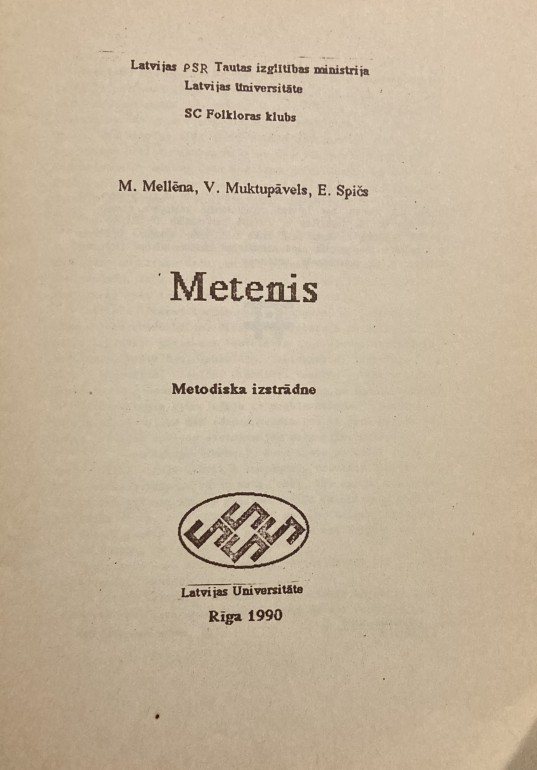 Latvijas PSR Tautas izglītības ministrija
Latvijas Universitāte
SC Folkloras klubs
M. Mellēna, V. Muktupāvels, E. Spičs
Metenis
Metodiska izstrādne
Latvijas Universitāte
Rīga 1990